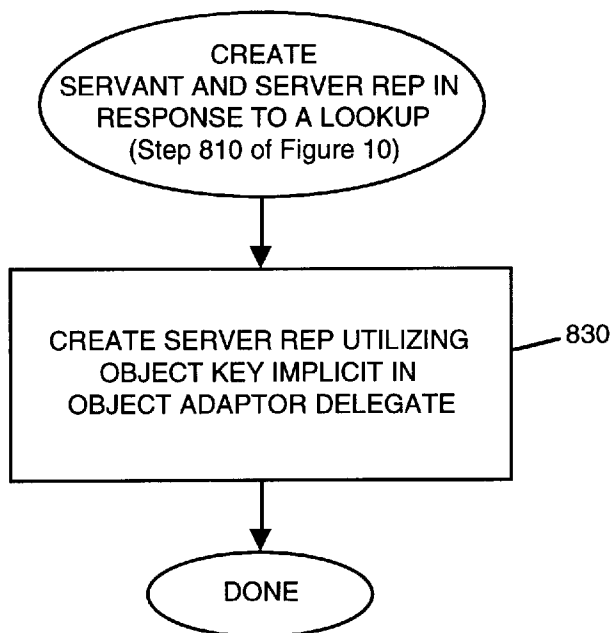 CREATE
SERVANT AND SERVER REP IN
RESPONSE TO A LOOKUP
(Step 810 of Figure 10)
CREATE SERVER REP UTILIZING
OBJECT KEY IMPLICIT IN
OBJECT ADAPTOR DELEGATE
830
DONE